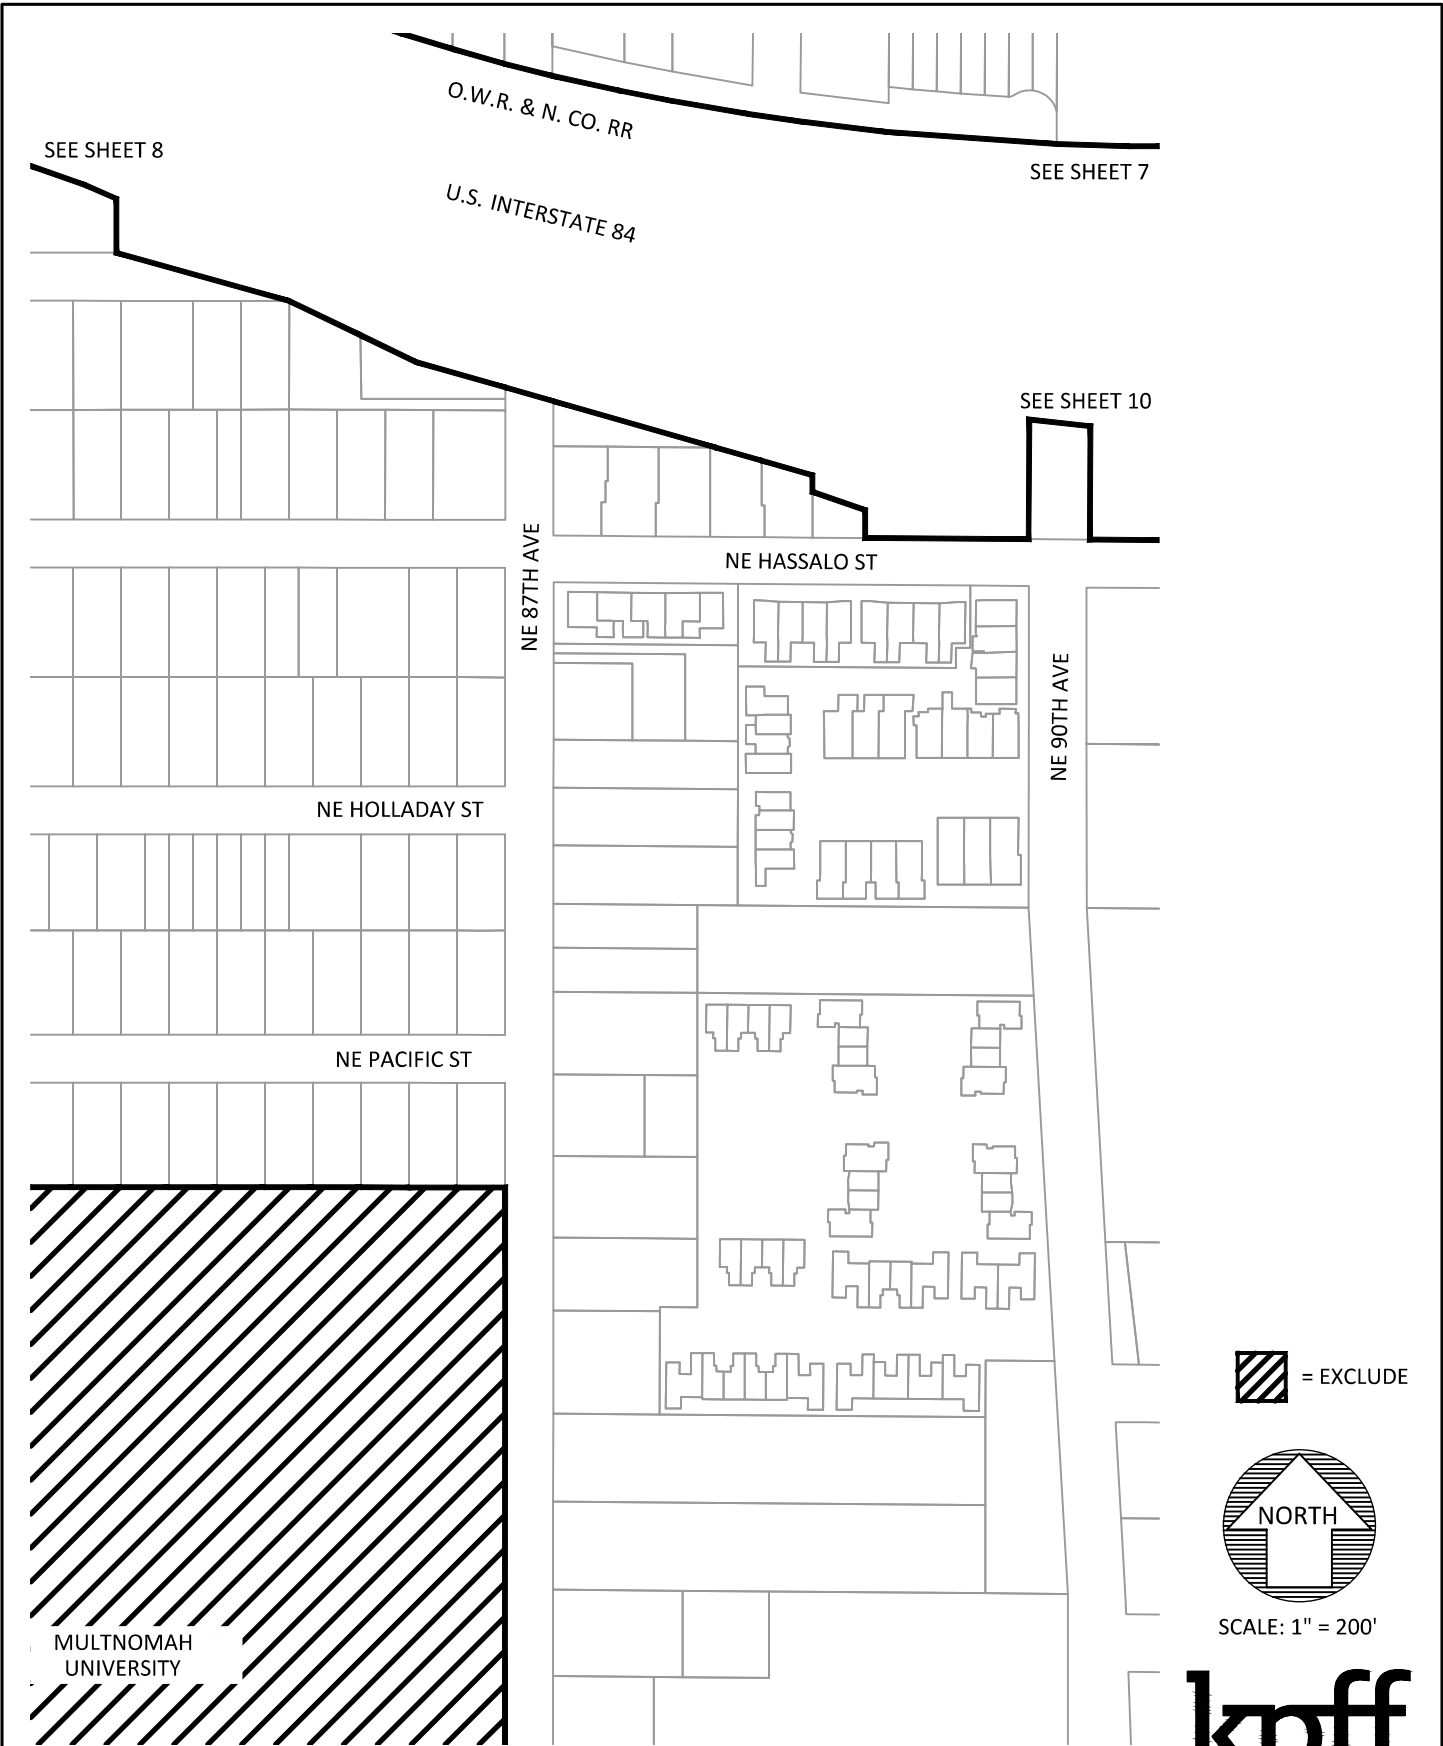 O.W.R. & N. CO. RR
SEE SHEET 8
SEE SHEET 7
U.S. INTERSTATE 84
SEE SHEET 10
NE 87TH AVE
NE HASSALO ST
NE 90TH AVE
NE HOLLADAY ST
NE PACIFIC ST
= EXCLUDE
NORTH
SCALE: 1" = 200'
MULTNOMAH
UNIVERSITY
kpff